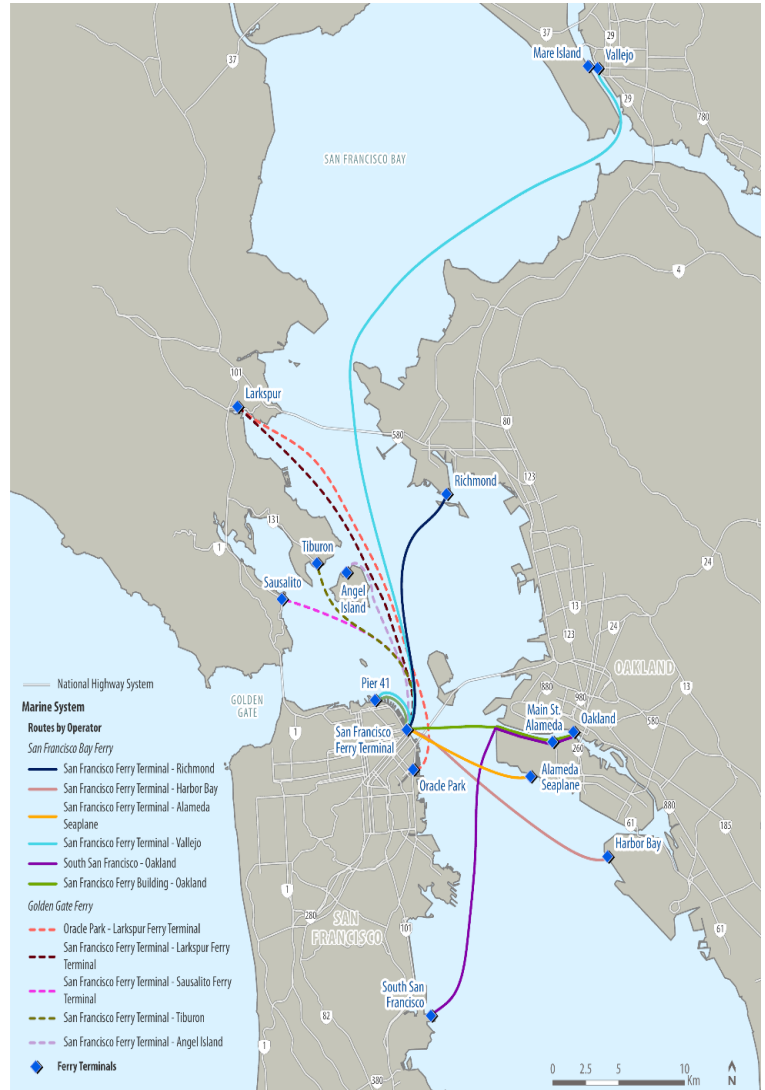 37
29
Mare Island
Vallejo
37
29
780
SAN FRANCISCO BAY
4
101
Larkspur
80
580
123
Richmond
131
1
Tiburon
24
24
Sausalito
Angel
Island
13
24
123
OAKLAND
Pier 41
880
13
980
GOLDEN
GATE
Main St.
Alameda
Oakland
580
1
San Francisco
Ferry Terminal
260
Oracle Park
Alameda
Seaplane
880
61
185
Harbor Bay
1
280
SAN
FRANCISCO
101
61
South San
Francisco
82
1
380
National Highway System
Marine System
Routes by Operator
San Francisco Bay Ferry
San Francisco Ferry Terminal - Richmond
San Francisco Ferry Terminal - Harbor Bay
San Francisco Ferry Terminal - Alameda
Seaplane
San Francisco Ferry Terminal - Vallejo
South San Francisco - Oakland
San Francisco Ferry Building - Oakland
Golden Gate Ferry
Oracle Park - Larkspur Ferry Terminal
San Francisco Ferry Terminal - Larkspur Ferry
Terminal
San Francisco Ferry Terminal - Sausalito Ferry
Terminal
San Francisco Ferry Terminal - Tiburon
San Francisco Ferry Terminal - Angel Island
Ferry Terminals
0 2.5 5 10
Km
N